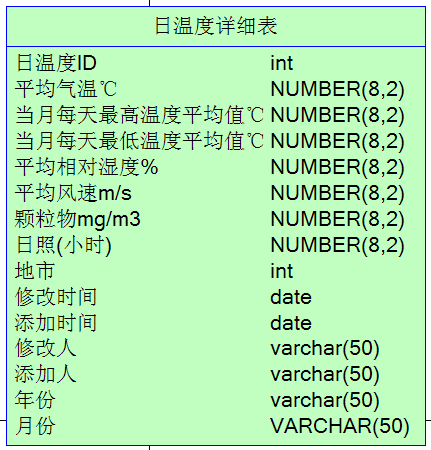 日温度详细表
日温度ID int
平均气温℃ NUMBER(8,2)
当月每天最高温度平均值℃ NUMBER(8,2)
当月每天最低温度平均值℃ NUMBER(8,2)
平均相对湿度% NUMBER(8,2)
平均风速m/s NUMBER(8,2)
颗粒物mg/m3 NUMBER(8,2)
日照(小时) NUMBER(8,2)
地市 int
修改时间 date
添加时间 date
修改人 varchar(50)
添加人 varchar(50)
年份 varchar(50)
月份 VARCHAR(50)